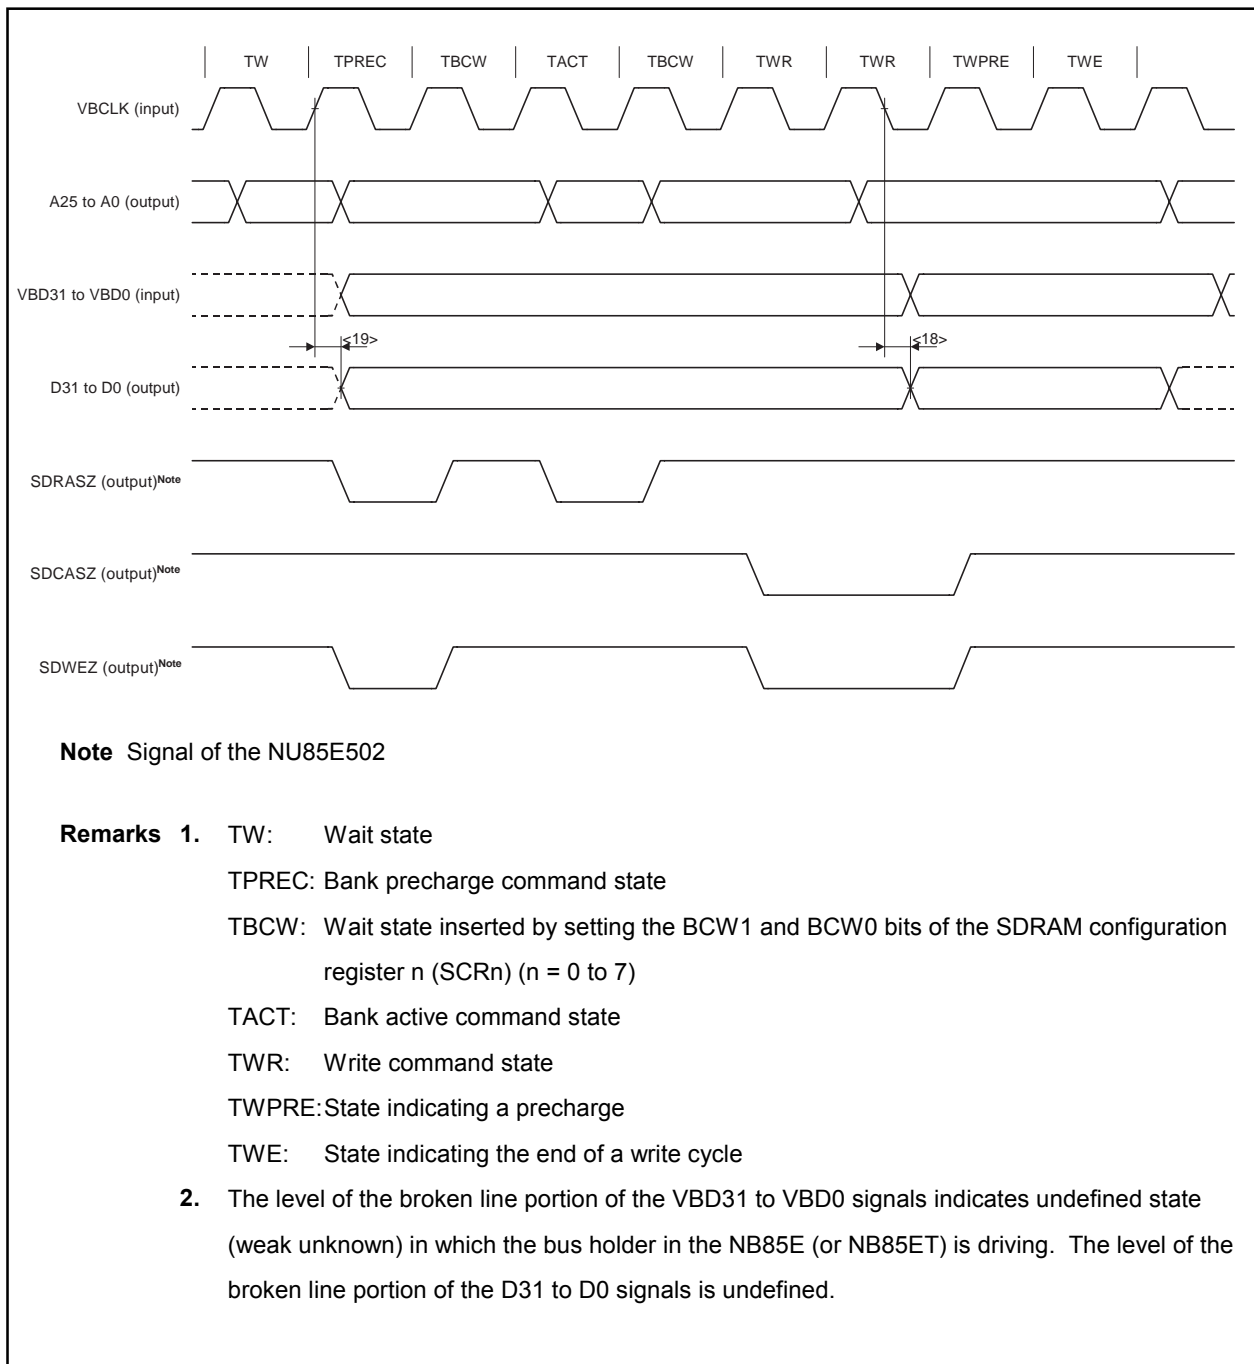 TW TPREC TBCW TACT TBCW TWR TWR TWPRE TWE
VBCLK (input)
A25 to A0 (output)
VBD31 to VBD0 (input)
<19> <18>
D31 to D0 (output)
SDRASZ (output)Note
SDCASZ (output)Note
SDWEZ (output)Note
Note Signal of the NU85E502
Remarks 1. TW: Wait state
TPREC: Bank precharge command state
TBCW: Wait state inserted by setting the BCW1 and BCW0 bits of the SDRAM configuration
register n (SCRn) (n = 0 to 7)
TACT: Bank active command state
TWR: Write command state
TWPRE: State indicating a precharge
TWE: State indicating the end of a write cycle
2. The level of the broken line portion of the VBD31 to VBD0 signals indicates undefined state
(weak unknown) in which the bus holder in the NB85E (or NB85ET) is driving. The level of the
broken line portion of the D31 to D0 signals is undefined.